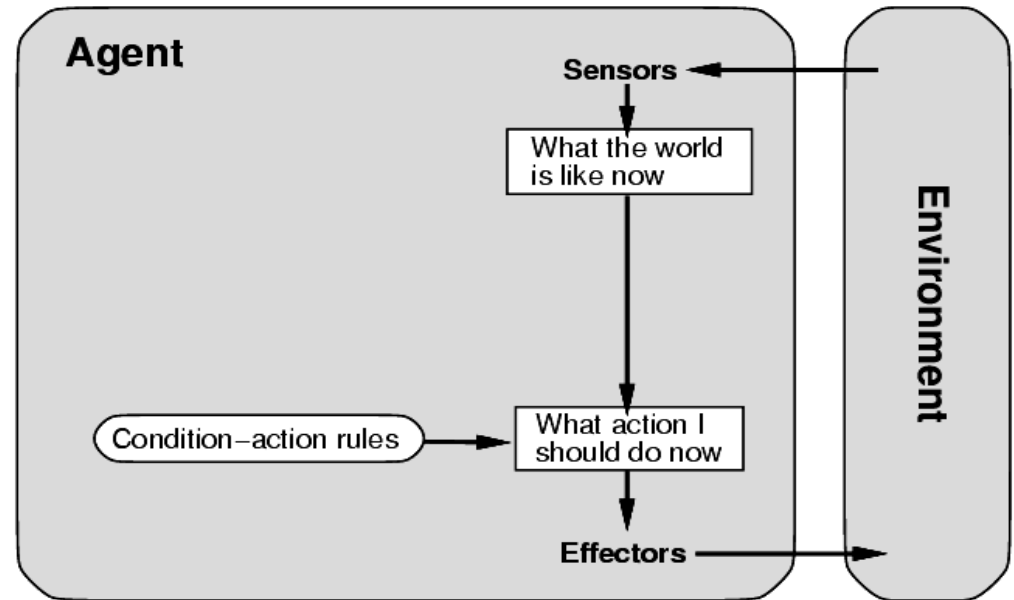 Agent
Sensors
What the world
is like now
Environment
Condition−action rules
What action I
should do now
Effectors